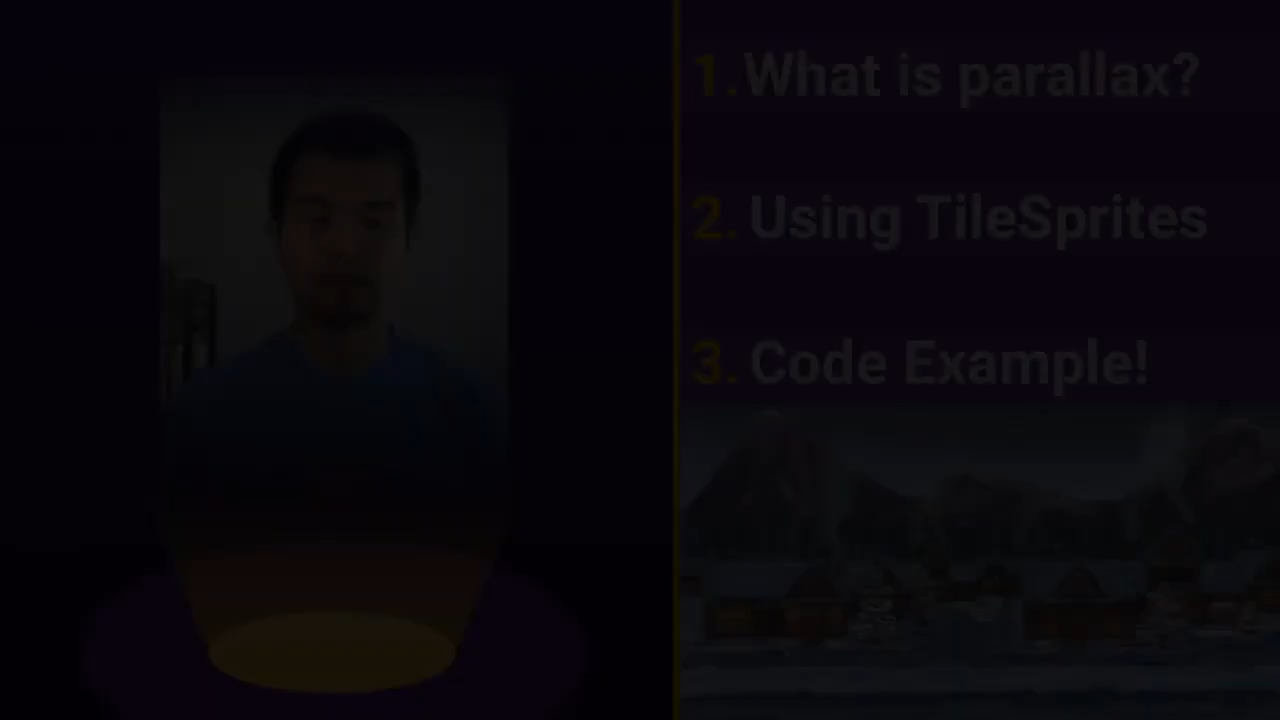 1. What is parallax?
2. Using TileSprites
3. Code Example!